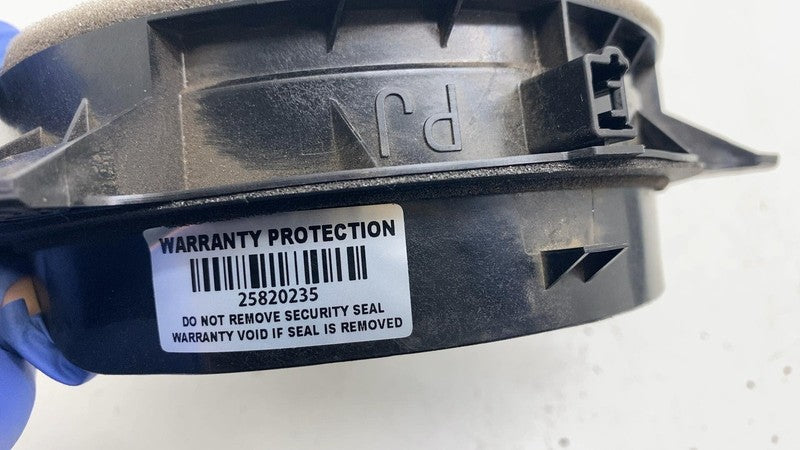 PJ
WARRANTY PROTECTION
25820235
DO NOT REMOVE SECURITY SEAL
WARRANTY VOID IF SEAL IS REMOVED